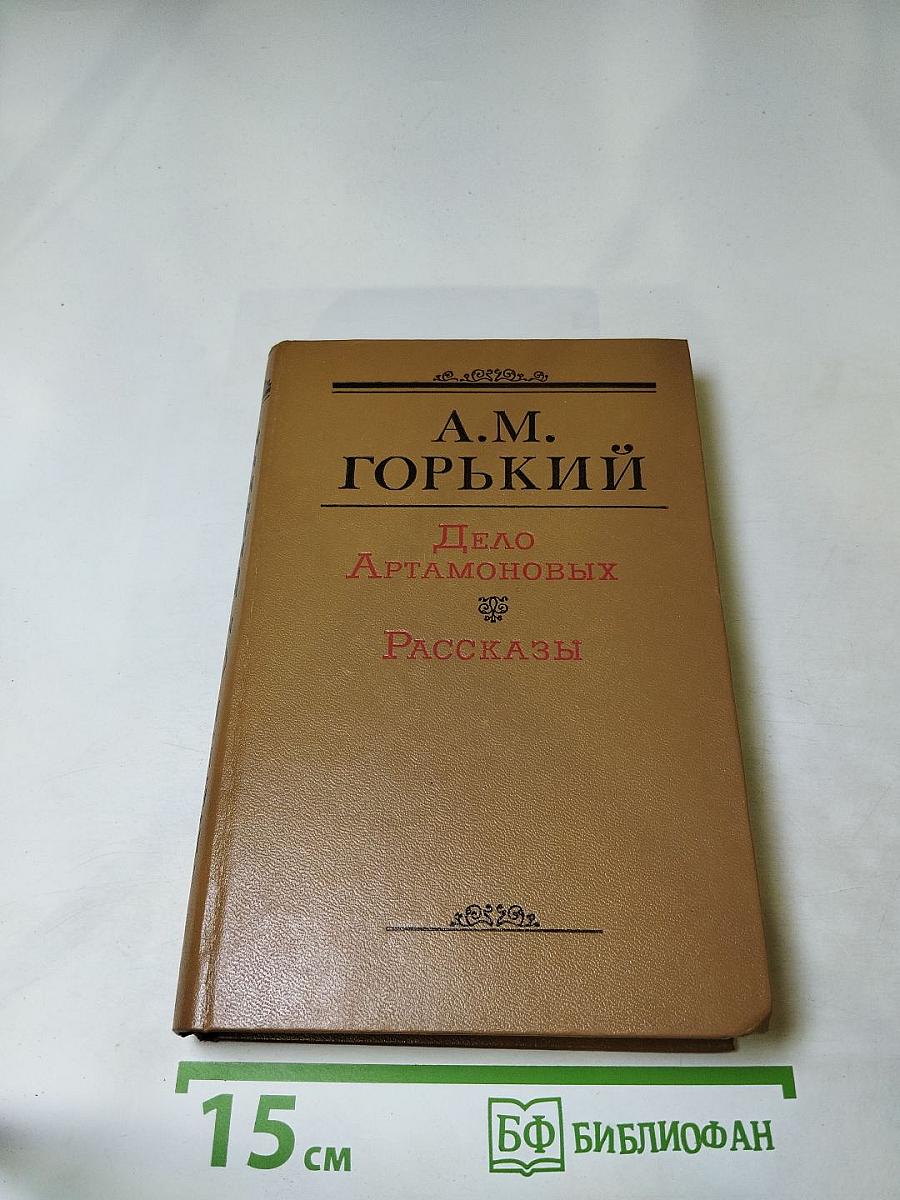 А.М.
ГОРЬКИЙ
Дело
Артамоновых
Рассказы
15 см
БФ БИБЛИОФАН